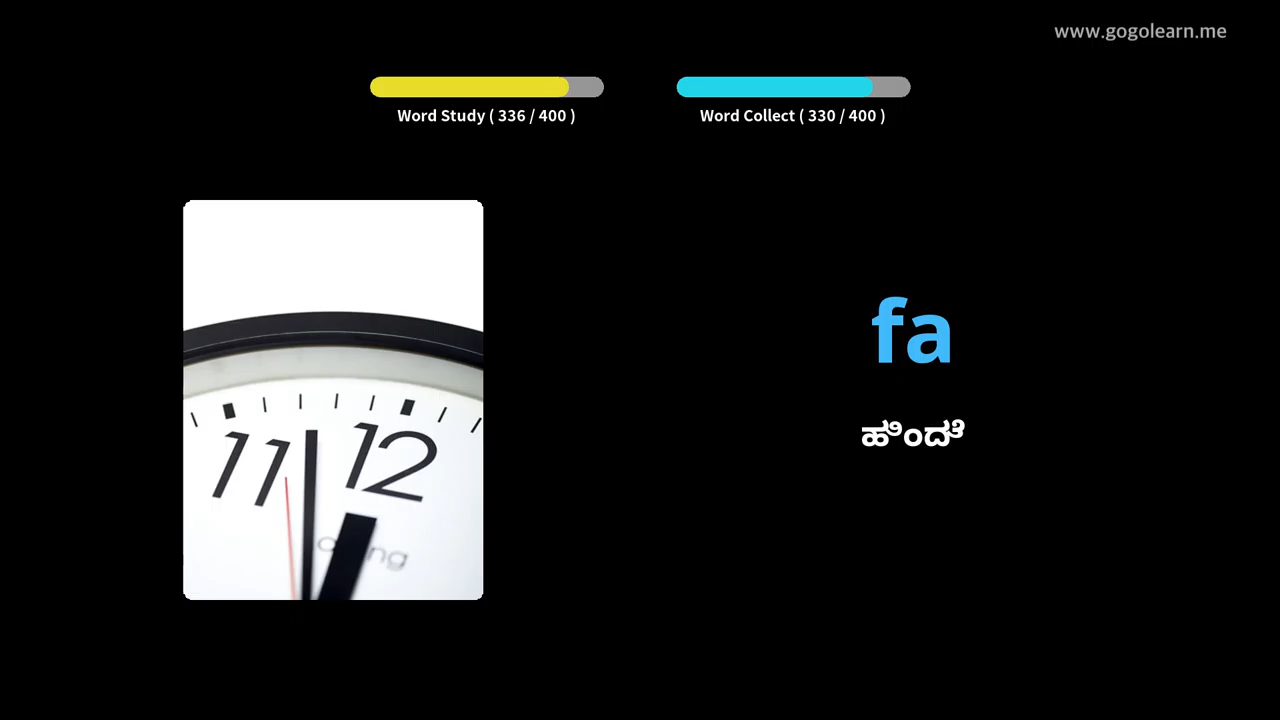 www.gogolearn.me
Word Study ( 336 / 400 )
Word Collect ( 330 / 400 )
fa
ಹಿಂದೆ
11 12